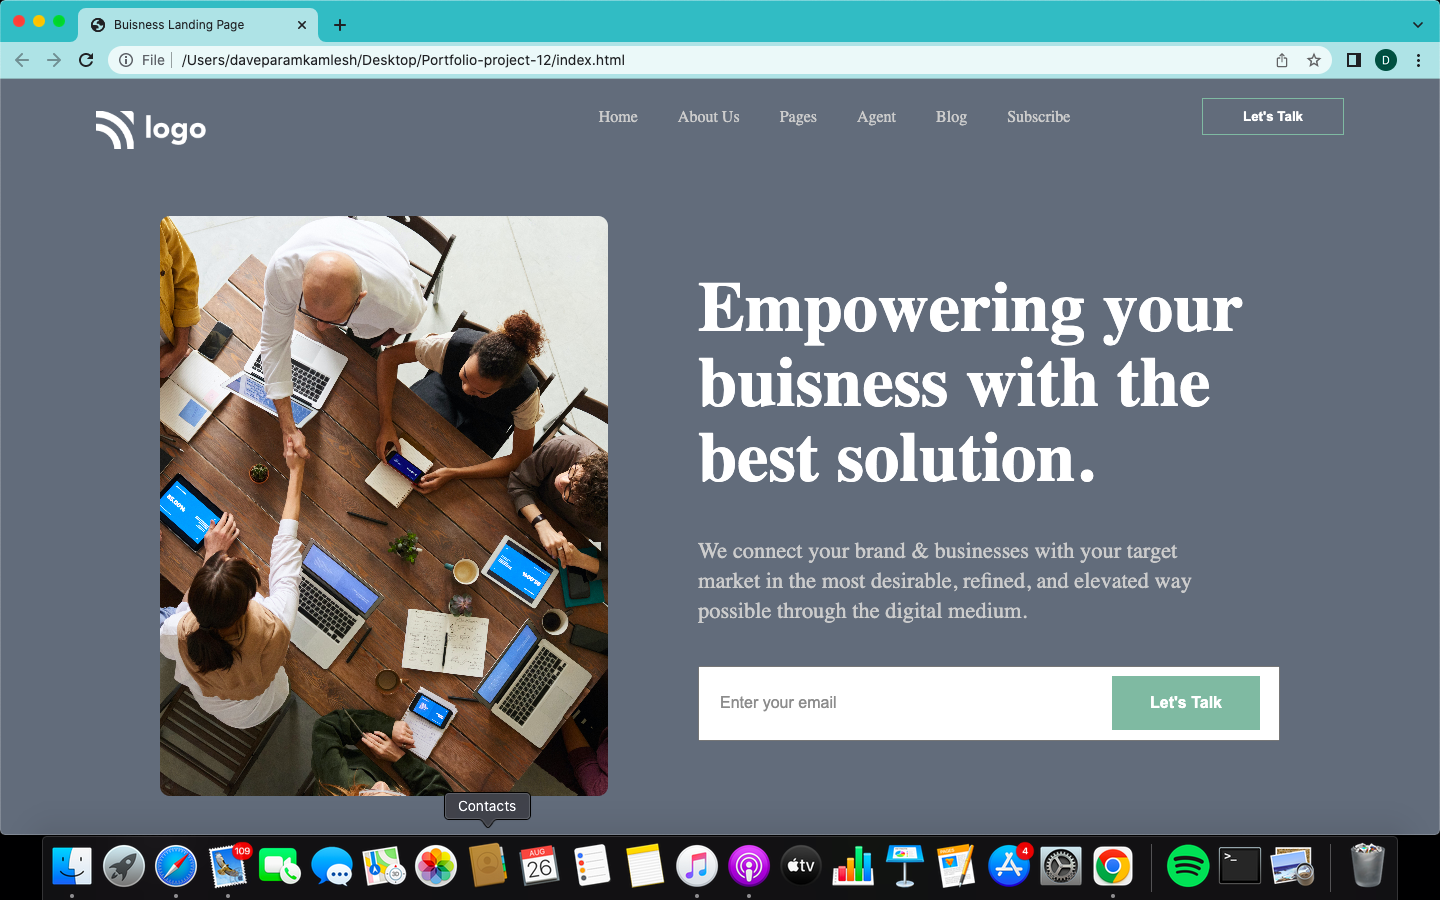 Buisness Landing Page
File
/Users/daveparamkamlesh/Desktop/Portfolio-project-12/index.html
D
logo
Home
About Us
Pages
Agent
Blog
Subscribe
Let's Talk
Empowering your
buisness with the
best solution.
We connect your brand & businesses with your target
market in the most desirable, refined, and elevated way
possible through the digital medium.
Enter your email
Let's Talk
Contacts
109
AUG
26
4
tv
>_